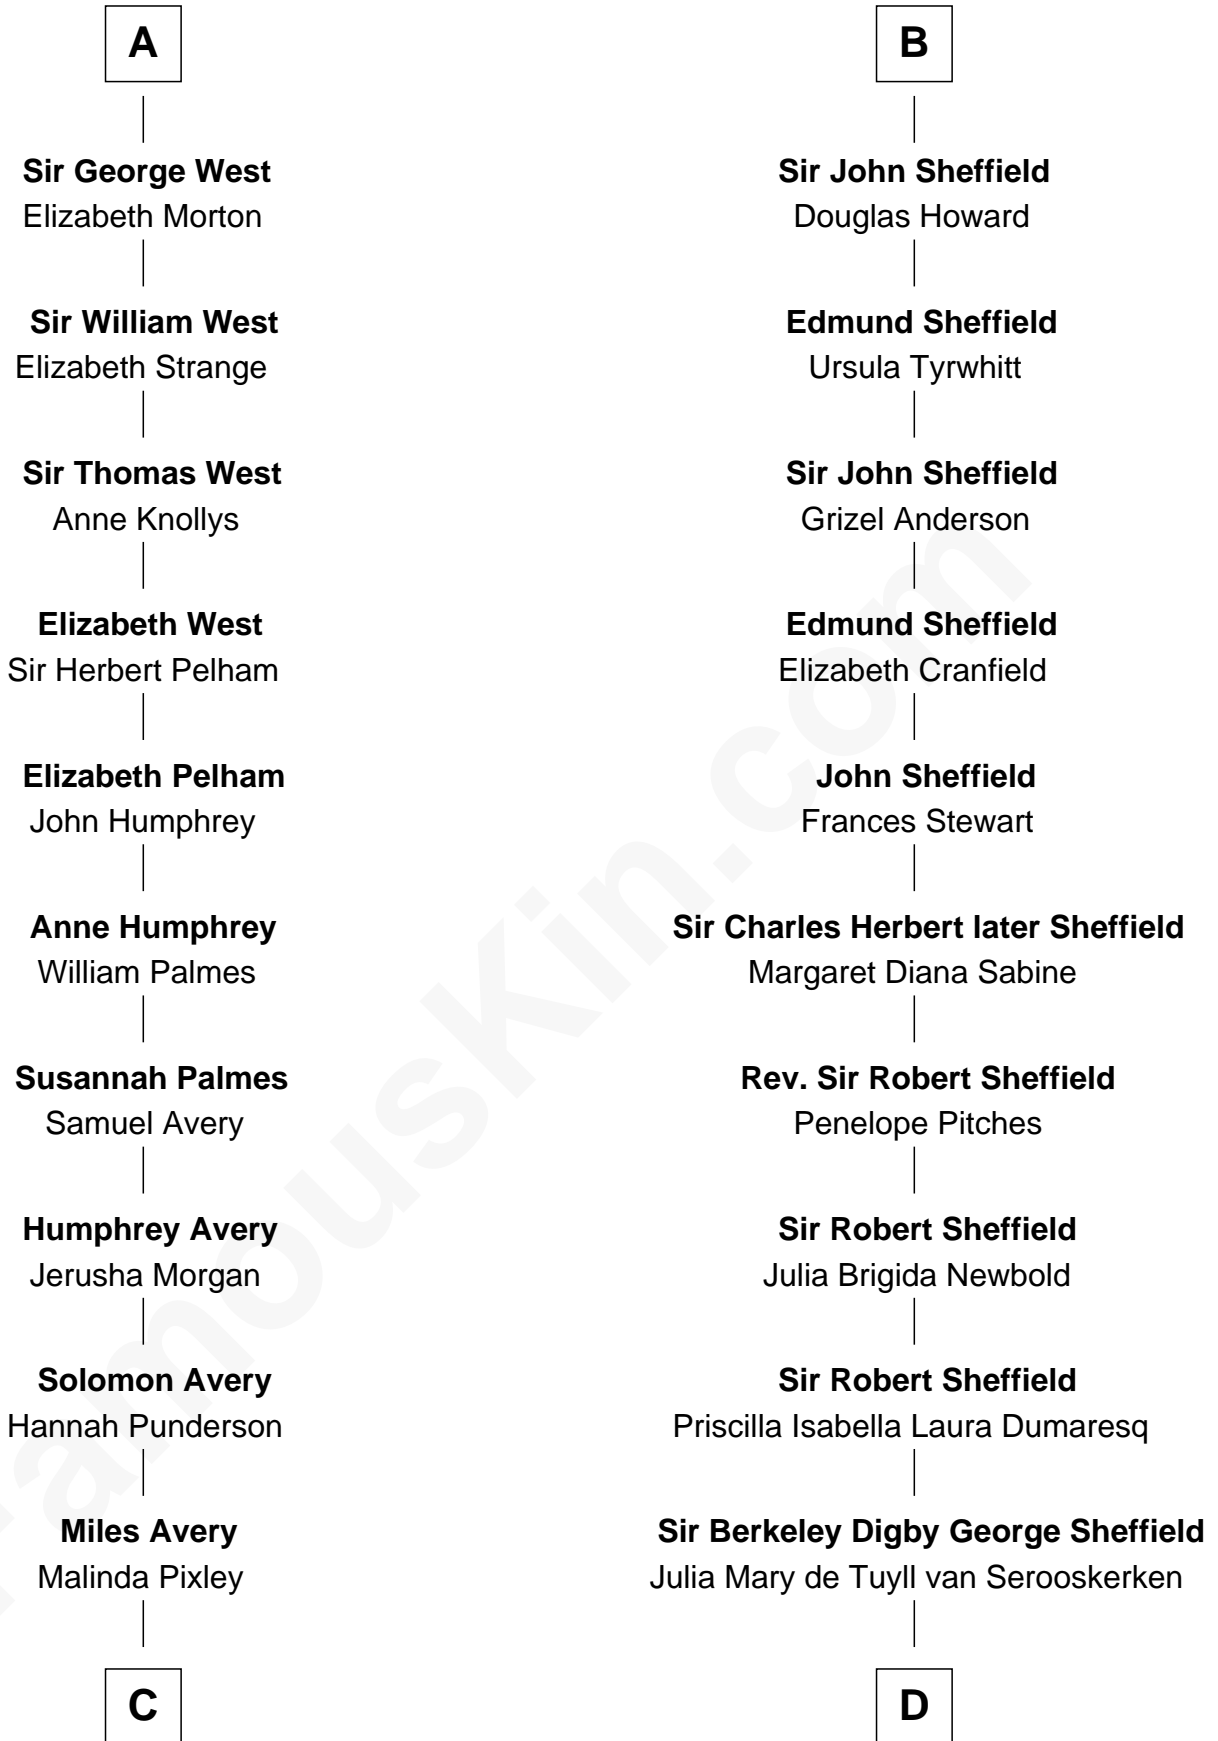 A
Sir George West
Elizabeth Morton
Sir William West
Elizabeth Strange
Sir Thomas West
Anne Knollys
Elizabeth West
Sir Herbert Pelham
Elizabeth Pelham
John Humphrey
Anne Humphrey
William Palmes
Susannah Palmes
Samuel Avery
Humphrey Avery
Jerusha Morgan
Solomon Avery
Hannah Punderson
Miles Avery
Malinda Pixley
C
B
Sir John Sheffield
Douglas Howard
Edmund Sheffield
Ursula Tyrwhitt
Sir John Sheffield
Grizel Anderson
Edmund Sheffield
Elizabeth Cranfield
John Sheffield
Frances Stewart
Sir Charles Herbert later Sheffield
Margaret Diana Sabine
Rev. Sir Robert Sheffield
Penelope Pitches
Sir Robert Sheffield
Julia Brigida Newbold
Sir Robert Sheffield
Priscilla Isabella Laura Dumaresq
Sir Berkeley Digby George Sheffield
Julia Mary de Tuyll van Serooskerken
D
FamousKin.com